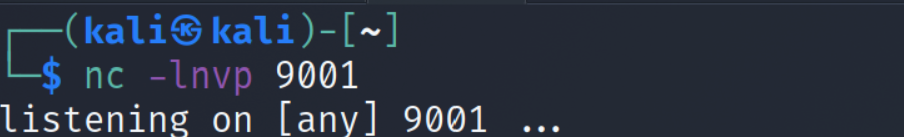 ┌──(kali㉿kali)-[~]
└─$ nc -lnvp 9001
listening on [any] 9001 ...